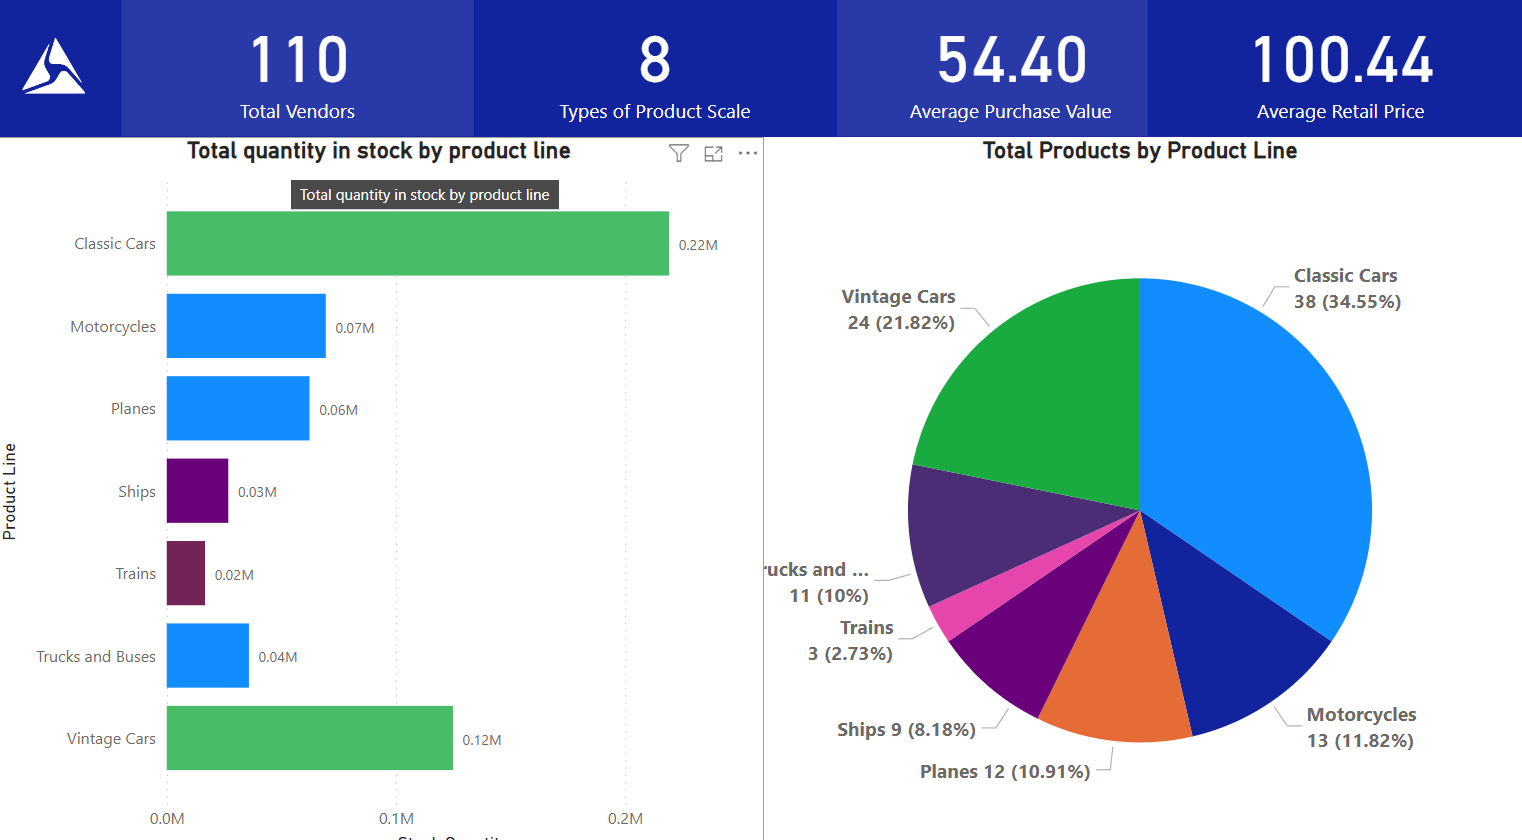 110
Total Vendors
8
Types of Product Scale
54.40
Average Purchase Value
100.44
Average Retail Price
Total quantity in stock by product line
Total quantity in stock by product line
Product Line
Classic Cars
0.22M
Motorcycles
0.07M
Planes
0.06M
Ships
0.03M
Trains
0.02M
Trucks and Buses
0.04M
Vintage Cars
0.12M
0.0M
0.1M
0.2M
Total Products by Product Line
Classic Cars
38 (34.55%)
Vintage Cars
24 (21.82%)
rucks and ...
11 (10%)
Trains
3 (2.73%)
Ships 9 (8.18%)
Planes 12 (10.91%)
Motorcycles
13 (11.82%)